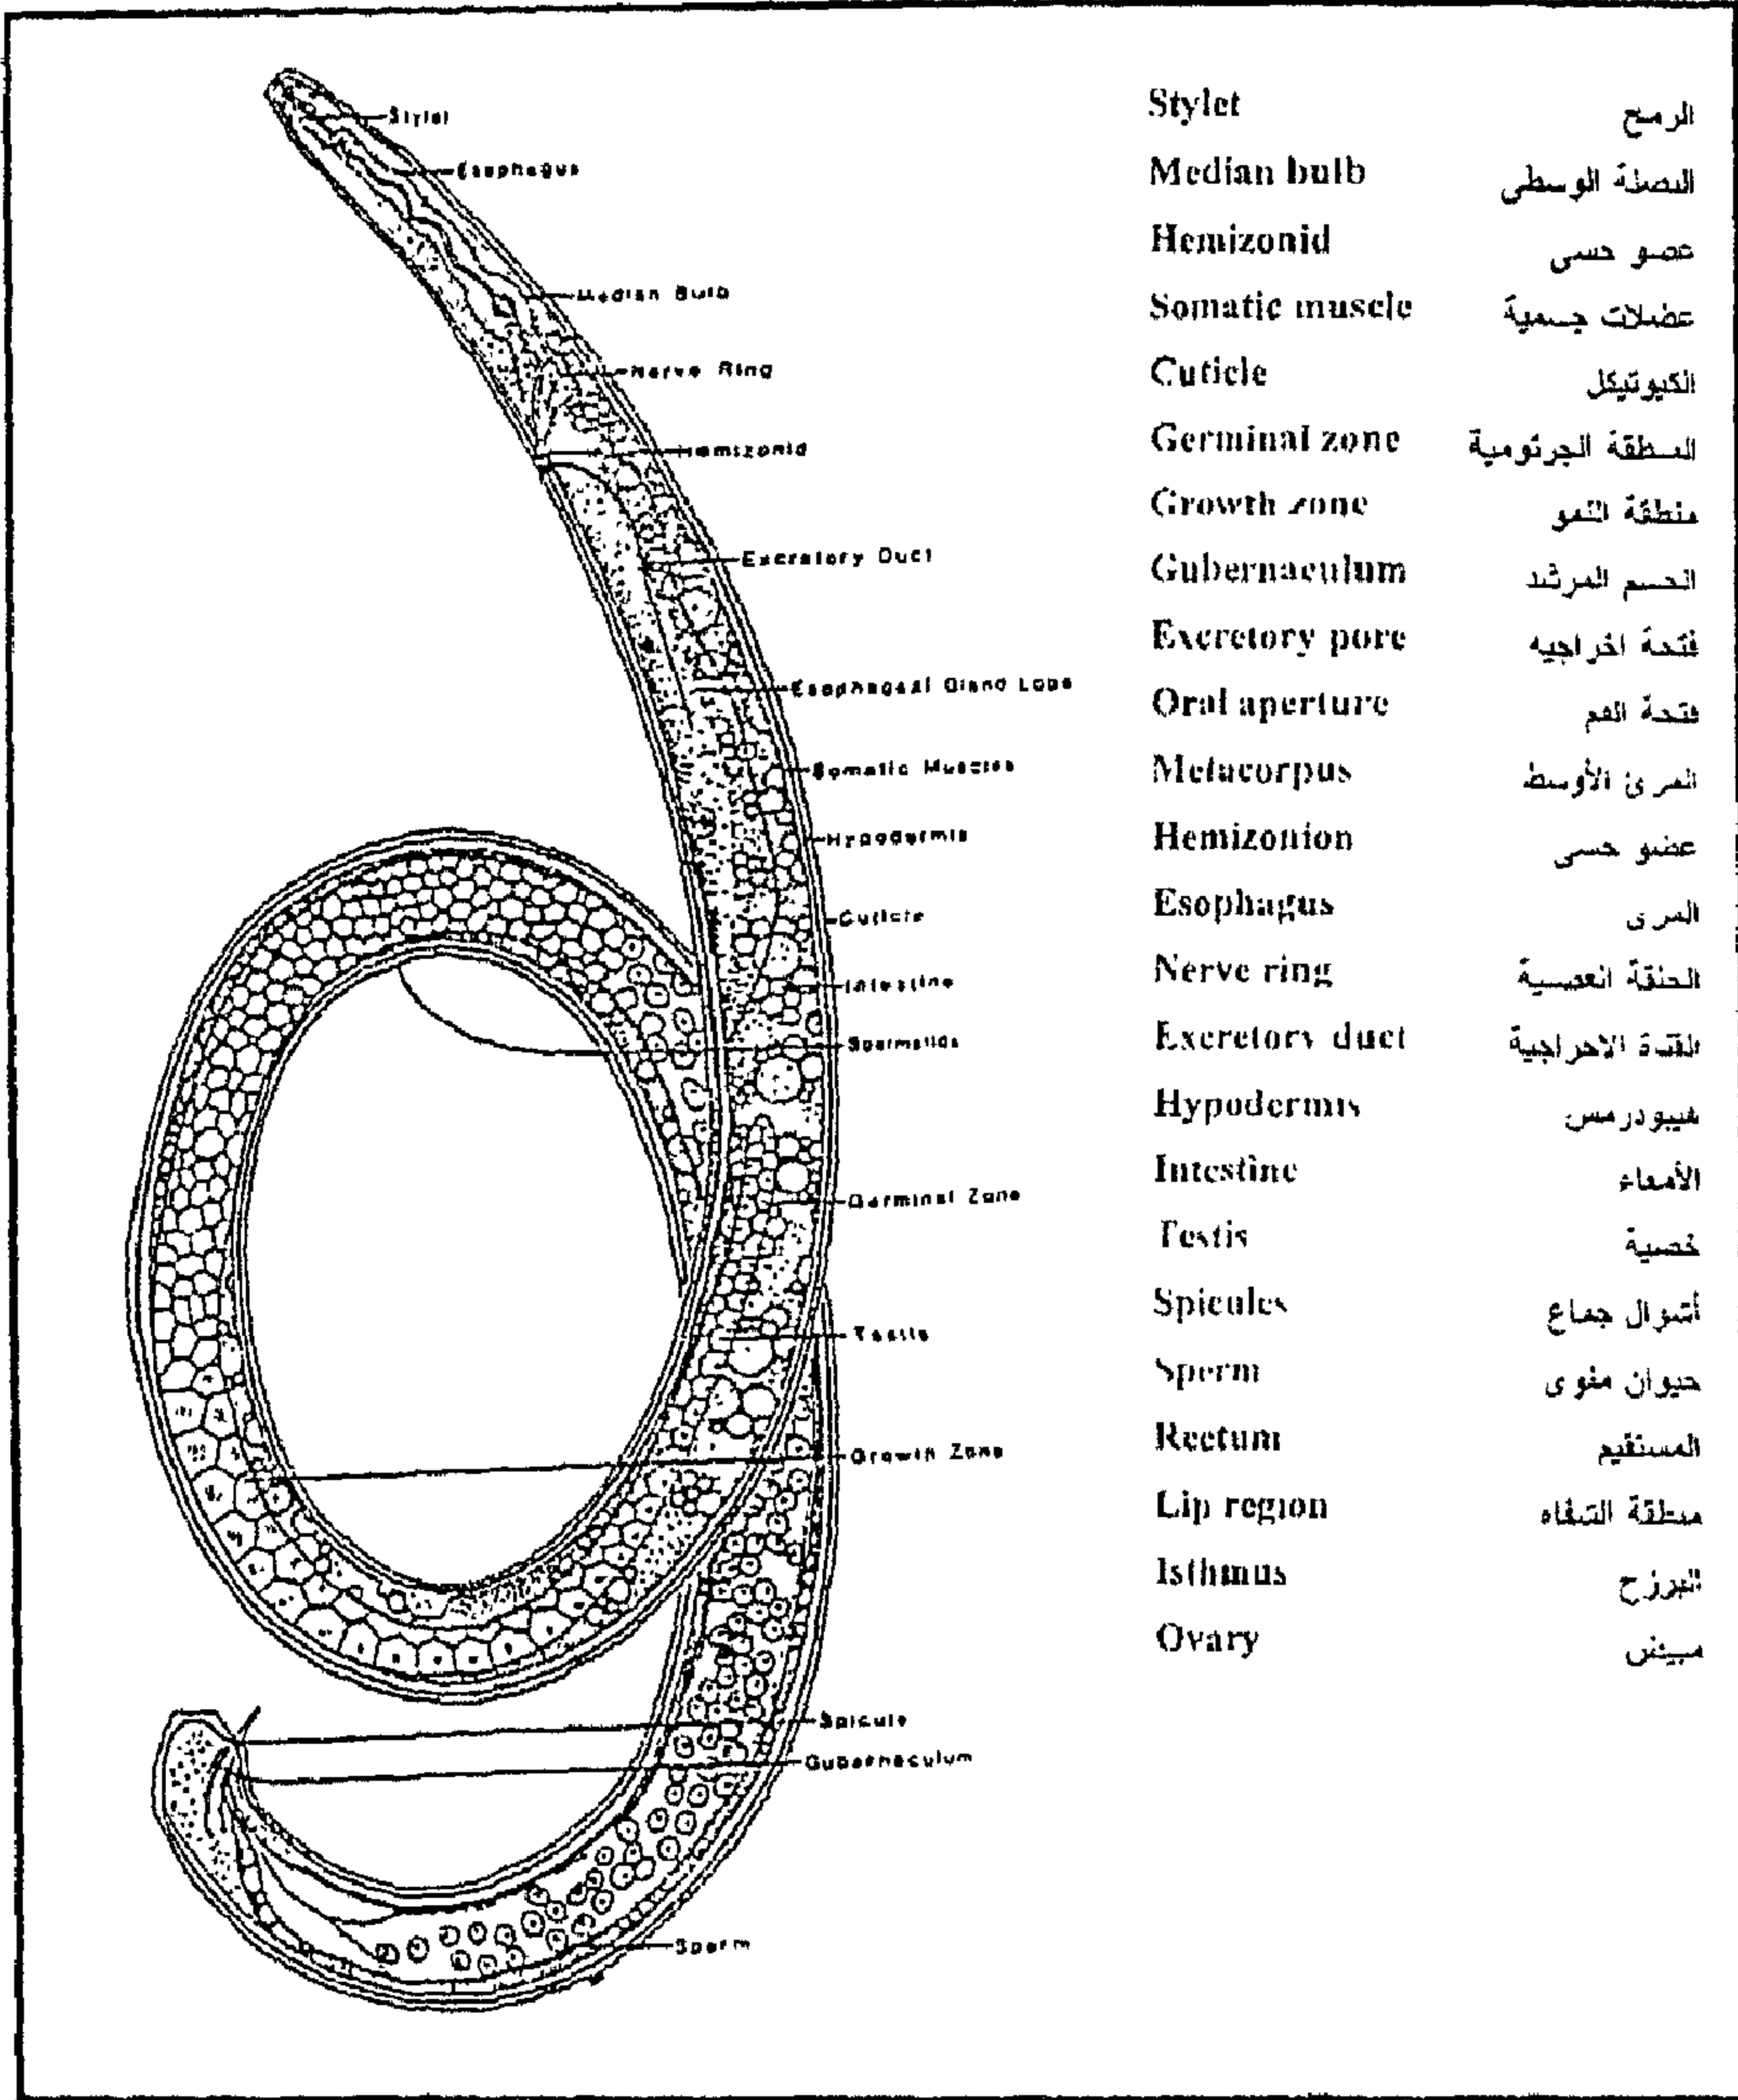 Stylet
Esophagus
Median Bulb
Nerve Ring
Hemizonid
Excretory Duct
Esophageal Gland Lobe
Somatic Muscles
Hypodermis
Cuticle
Intestine
Spermatids
Germinal Zone
Testis
Growth Zone
Spicule
Gubernaculum
Sperm
Stylet الرمح
Median bulb البصلة الوسطى
Hemizonid عضو حسى
Somatic muscle عضلات جسمية
Cuticle الكيوتيكل
Germinal zone المنطقة الجرثومية
Growth zone منطقة النمو
Gubernaculum الجسم المرشد
Excretory pore فتحة اخراجيه
Oral aperture فتحة الفم
Metacorpus المرئ الأوسط
Hemizonion عضو حسى
Esophagus المرى
Nerve ring الحلقة العصبية
Excretory duct القناة الاخراجية
Hypodermis هيبودرمس
Intestine الأمعاء
Testis خصية
Spicules أشواك جماع
Sperm حيوان منوى
Rectum المستقيم
Lip region منطقة الشفاه
Isthmus البرزخ
Ovary مبيض